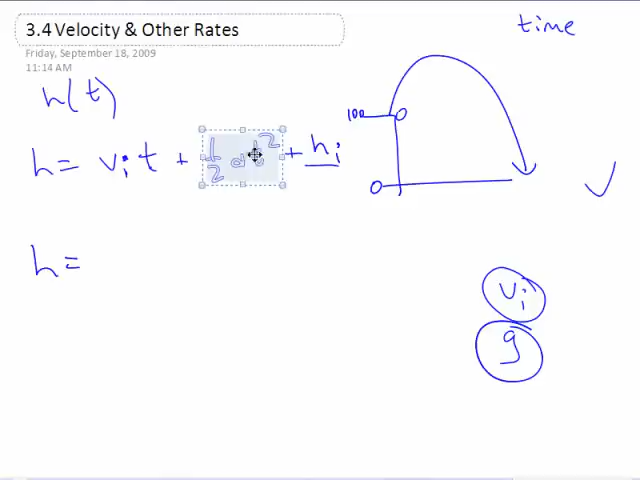 3.4 Velocity & Other Rates
time
Friday, September 18, 2009
11:14 AM
h(t)
100
h = vᵢt + 1/2 at² + hᵢ
0
h =
vᵢ
g